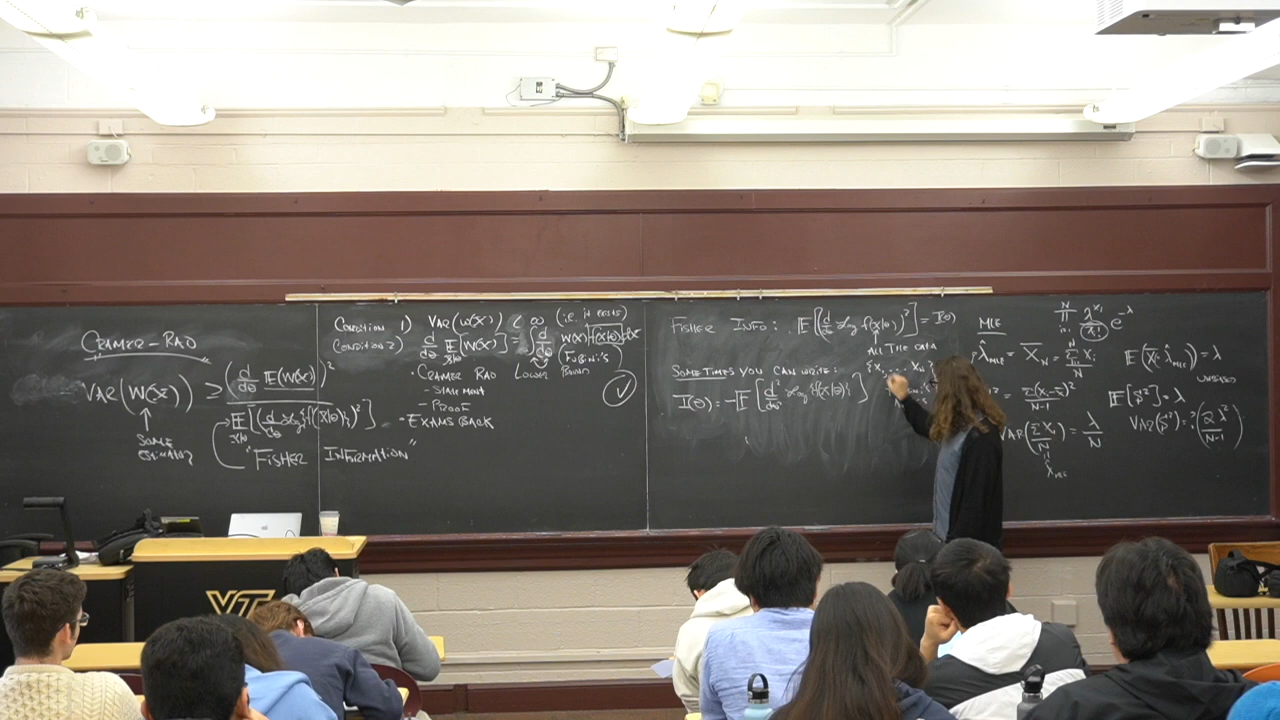 CRAMER-RAO
VAR(W(x̃)) ≥ (d/dθ E(W(x̃)))² / E_{x̃|θ}[(d/dθ Log{f(x̃|θ)})²]
↑
SOME
ESTIMATOR
"FISHER INFORMATION"
CONDITION 1) VAR(W(x̃)) < ∞ (i.e. it exists)
CONDITION 2) d/dθ E_{x̃|θ}[W(x̃)] = ∫ d/dθ W(x) f(x̃|θ) dx
(FUBINI'S)
• CRAMER RAO LOWER BOUND
- STATEMENT
- PROOF
- EXAMS BACK
FISHER INFO: E[(d/dθ Log f(x̃|θ))²] = I(θ)
ALL THE DATA
SOMETIMES YOU CAN WRITE:
I(θ) = -E[d²/dθ² Log{f(x̃|θ)}]
MLE
λ̂_MLE = X̄_N = Σ Xᵢ / N
E(X̄; λ̂_MLE) = λ
UNBIASED
Σ(Xᵢ-x̄)² / N-1
E[s²] = λ
VAR(ΣXᵢ / N) = λ/N
λ̂_MLE